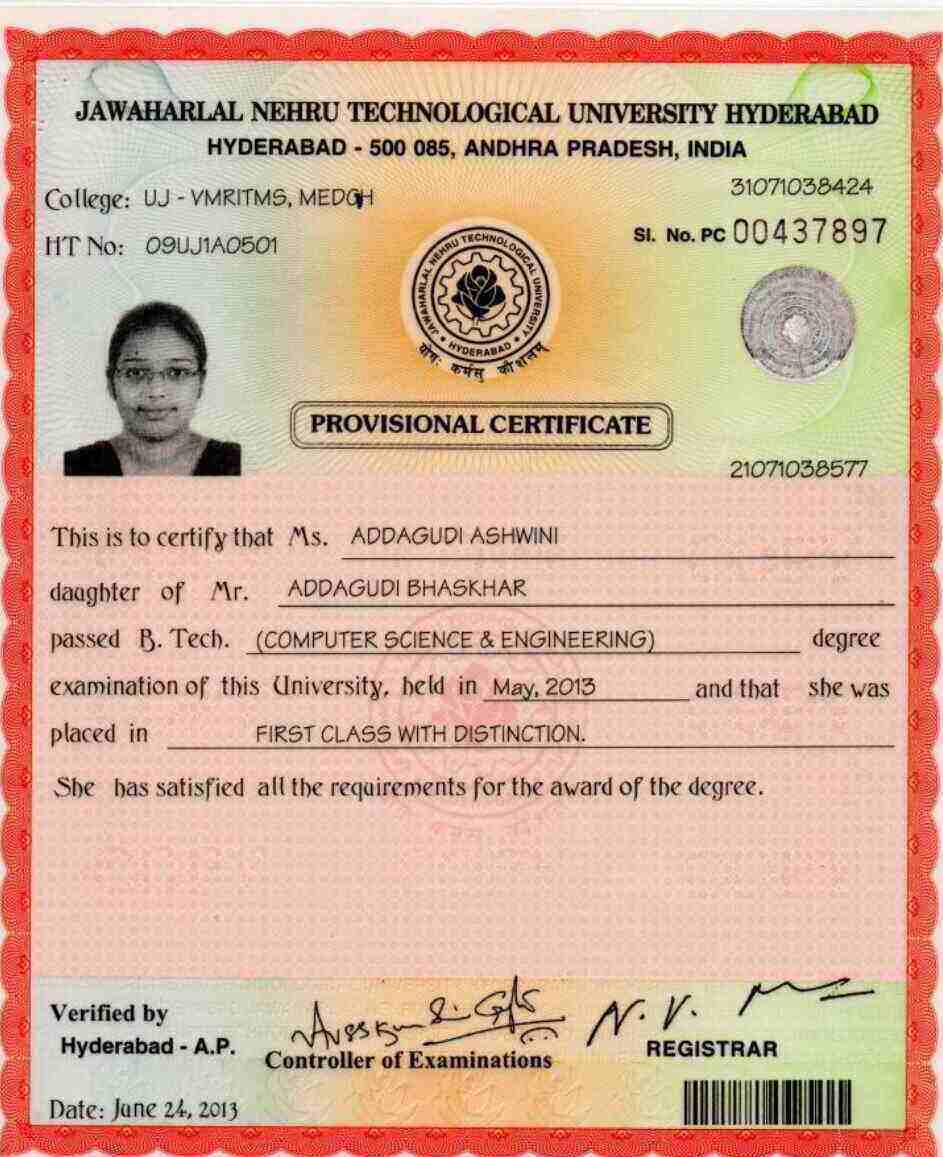 JAWAHARLAL NEHRU TECHNOLOGICAL UNIVERSITY HYDERABAD
HYDERABAD - 500 085, ANDHRA PRADESH, INDIA
College: UJ - VMRITMS, MEDCH
31071038424
HT No: 09UJ1A0501
Sl. No. PC 00437897
JAWAHARLAL NEHRU TECHNOLOGICAL UNIVERSITY
HYDERABAD
योगः कर्मसु कौशलम्
PROVISIONAL CERTIFICATE
21071038577
This is to certify that Ms. ADDAGUDI ASHWINI
daughter of Mr. ADDAGUDI BHASKHAR
passed B. Tech. (COMPUTER SCIENCE & ENGINEERING) degree
examination of this University, held in May, 2013 and that she was
placed in FIRST CLASS WITH DISTINCTION.
She has satisfied all the requirements for the award of the degree.
Verified by
Hyderabad - A.P.
N. V.
Controller of Examinations
REGISTRAR
Date: June 24, 2013